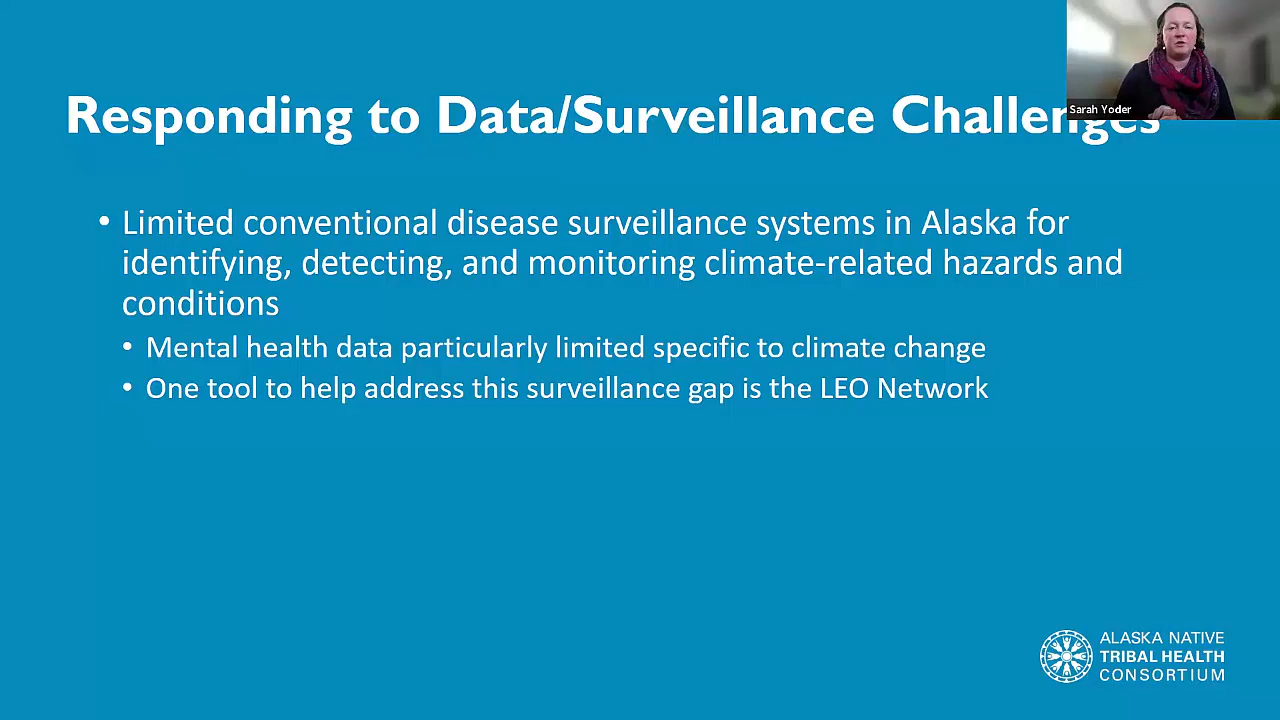 Responding to Data/Surveillance Challenges
Sarah Yoder
• Limited conventional disease surveillance systems in Alaska for
identifying, detecting, and monitoring climate-related hazards and
conditions
• Mental health data particularly limited specific to climate change
• One tool to help address this surveillance gap is the LEO Network
ALASKA NATIVE
TRIBAL HEALTH
CONSORTIUM